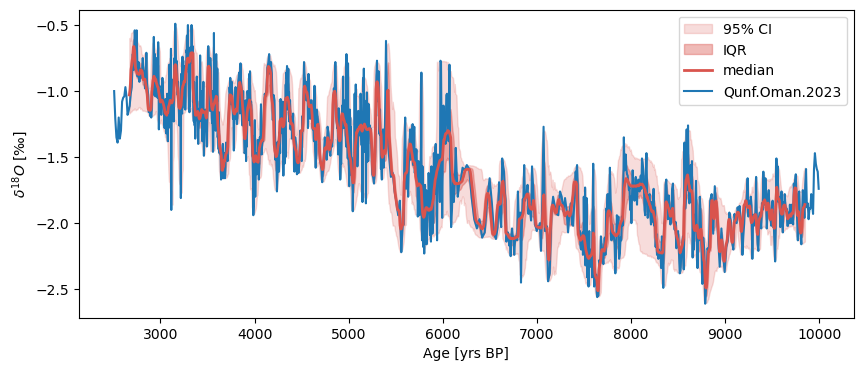 95% CI
IQR
median
Qunf.Oman.2023
δ¹⁸O [‰]
−0.5
−1.0
−1.5
−2.0
−2.5
3000 4000 5000 6000 7000 8000 9000 10000
Age [yrs BP]